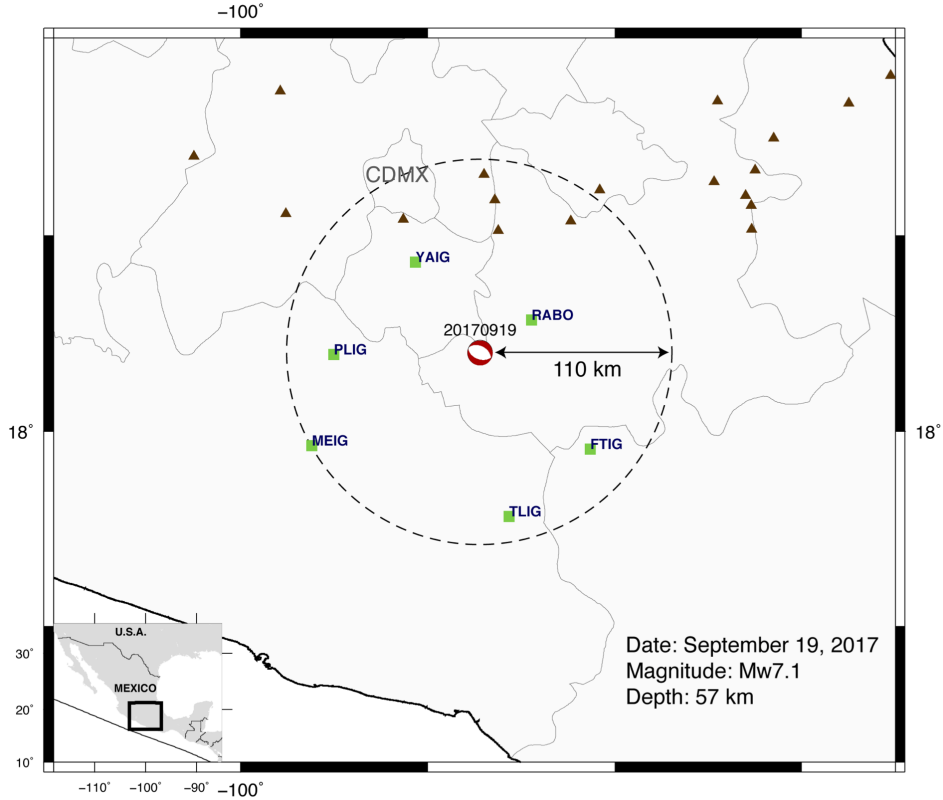 −100˚
CDMX
YAIG
RABO
20170919
PLIG
110 km
18˚
18˚
MEIG
FTIG
TLIG
U.S.A.
Date: September 19, 2017
30˚
Magnitude: Mw7.1
MEXICO
Depth: 57 km
20˚
10˚
−110˚ −100˚ −90˚
−100˚